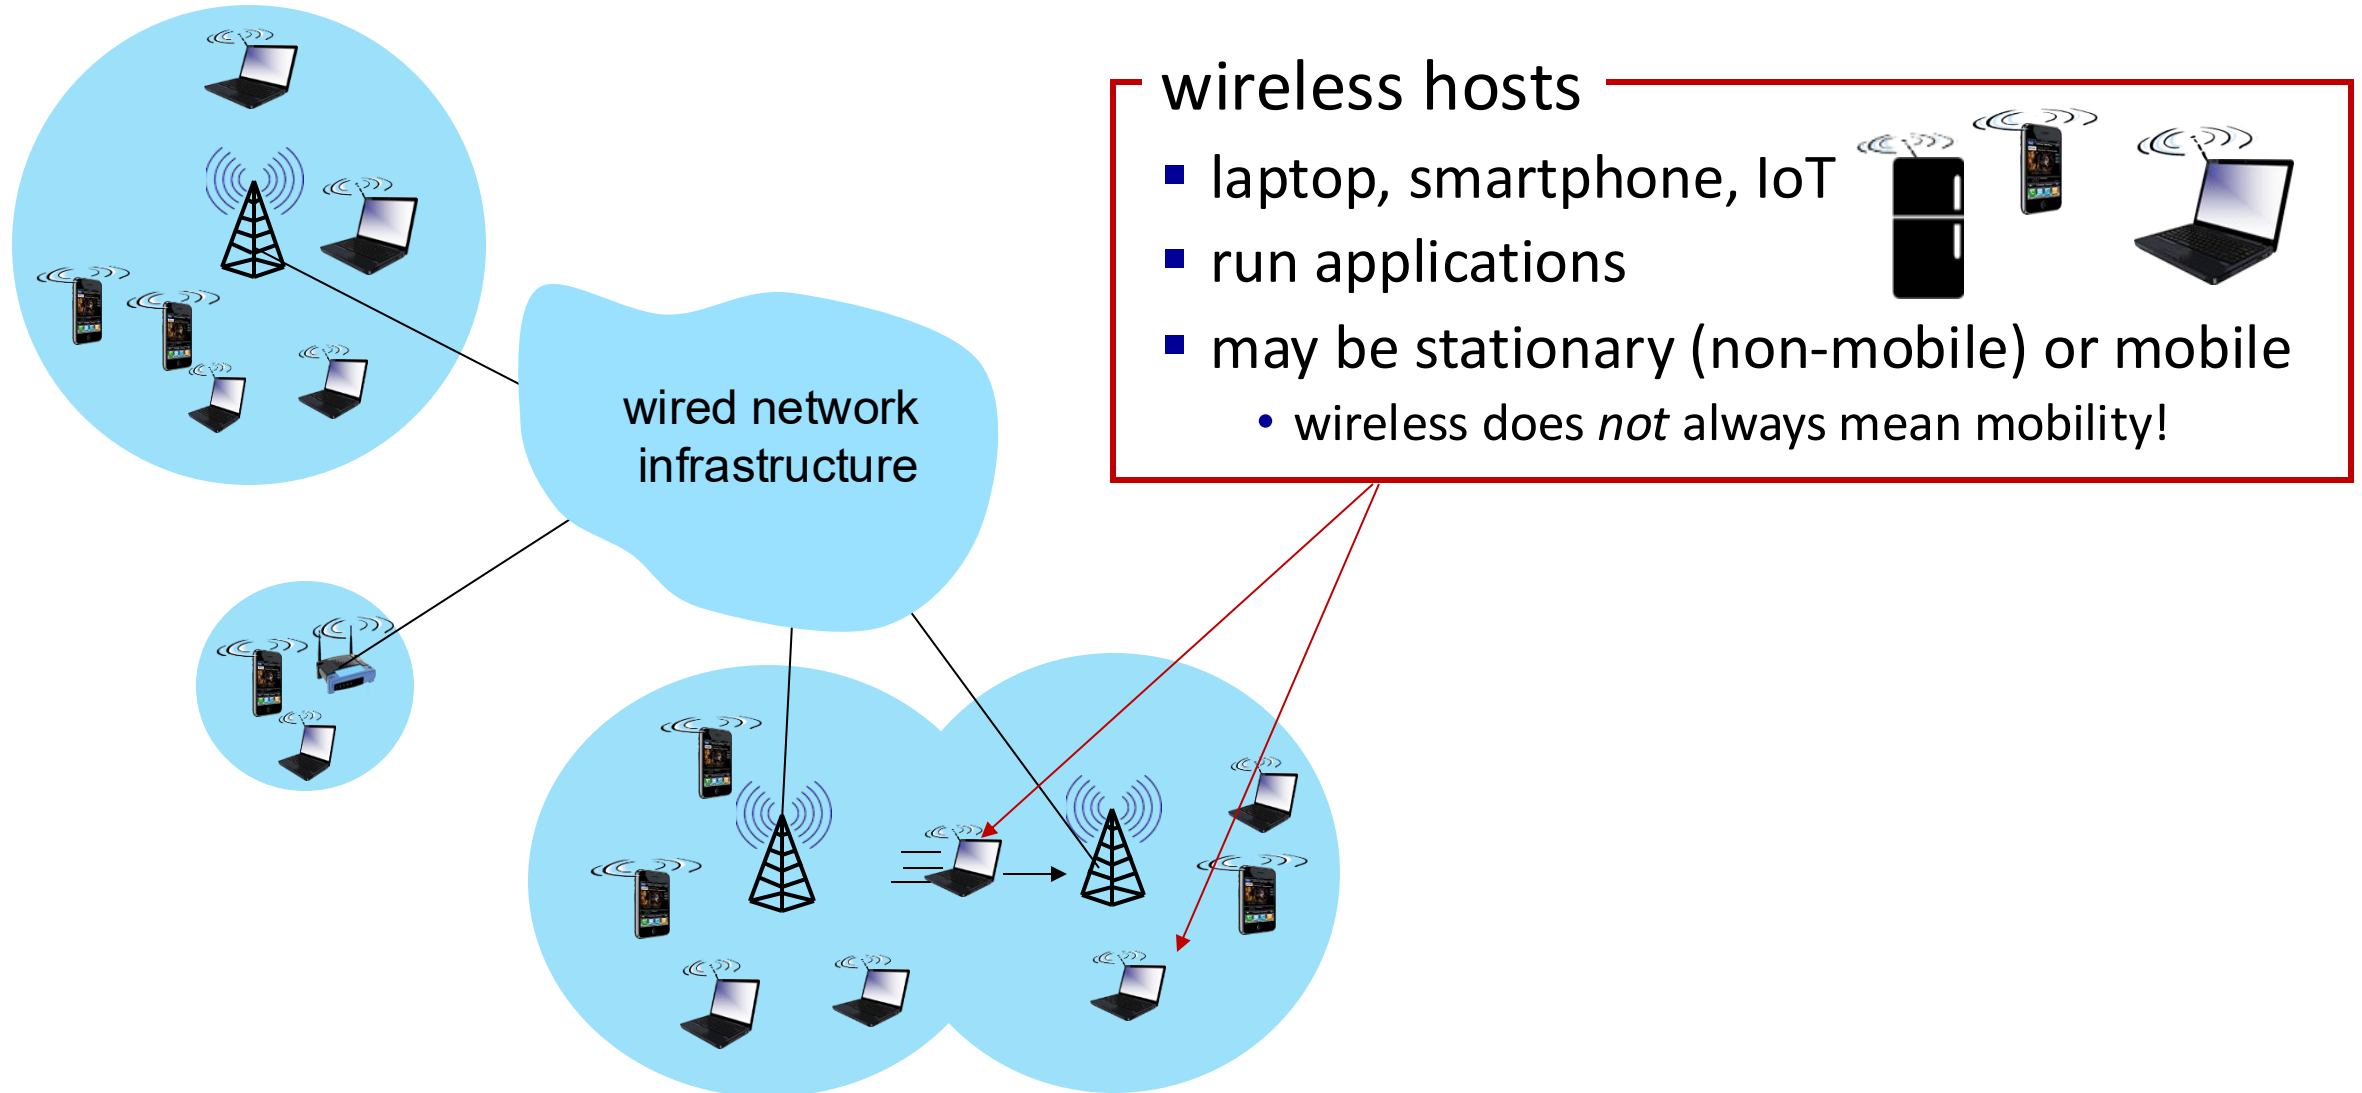 wireless hosts
▪ laptop, smartphone, IoT
▪ run applications
▪ may be stationary (non-mobile) or mobile
• wireless does not always mean mobility!
wired network
infrastructure